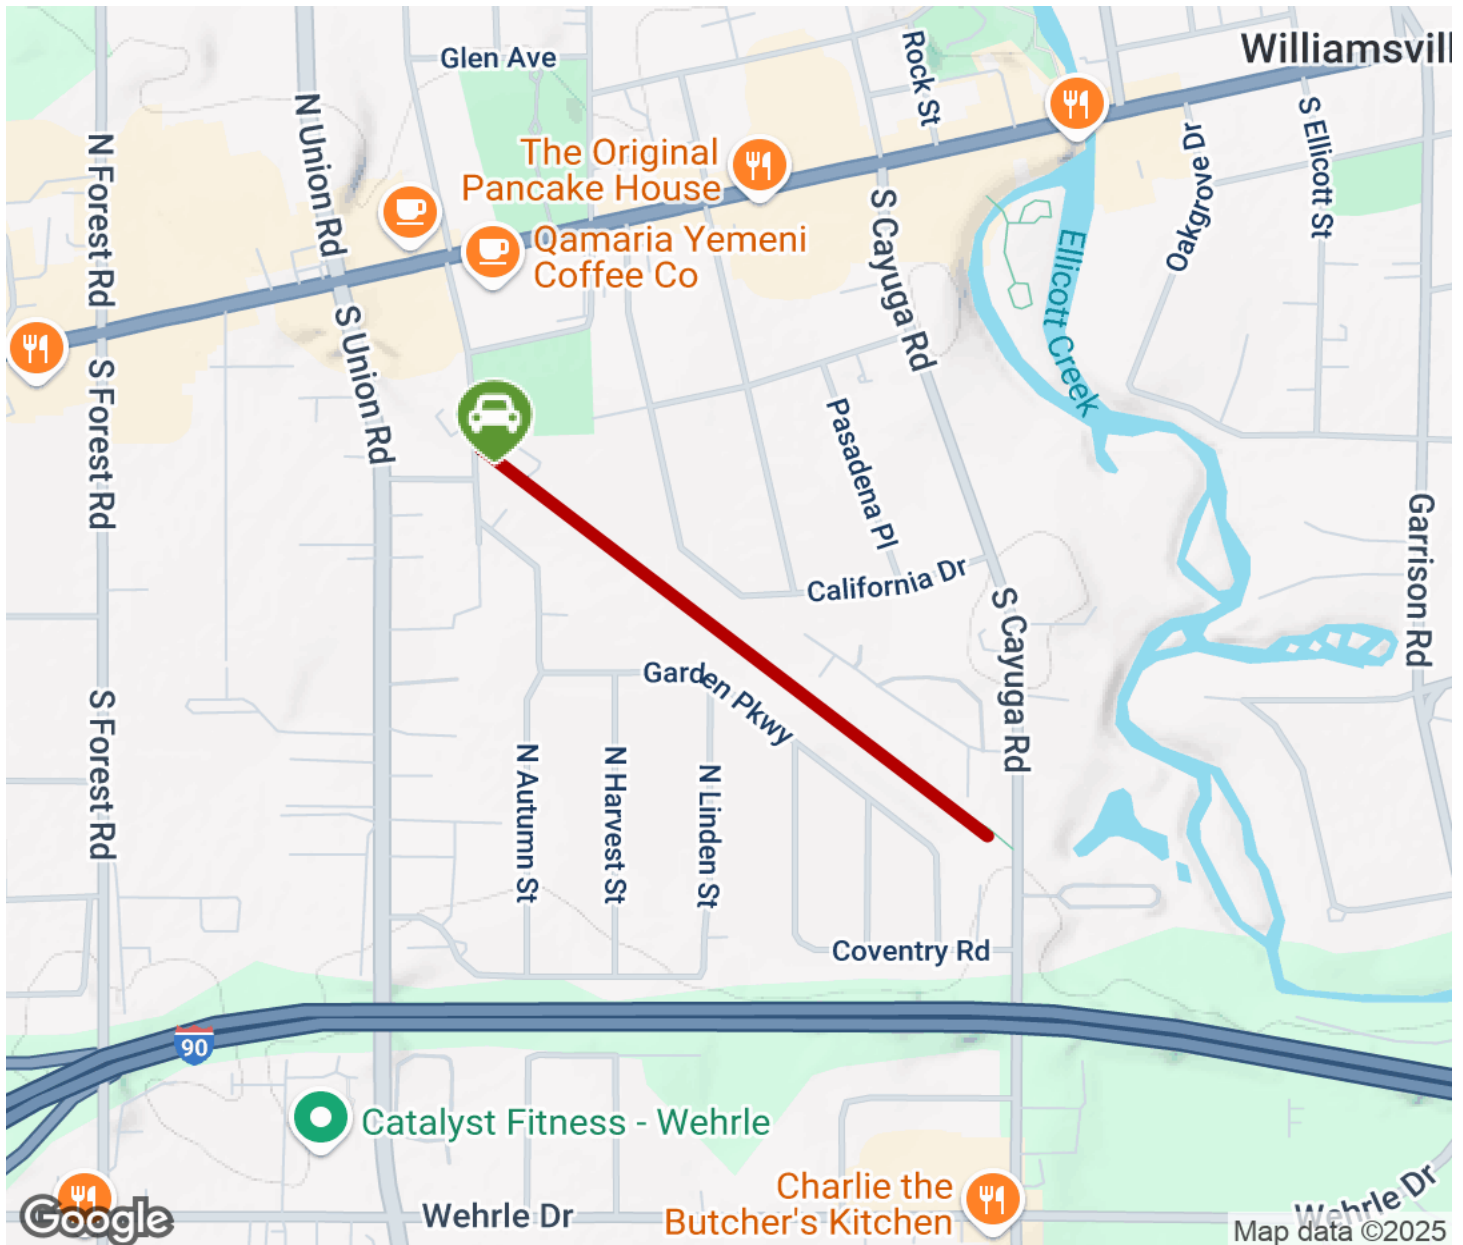 Glen Ave
Rock St
Williamsvill
N Union Rd
N Forest Rd
S Ellicott St
Oakgrove Dr
The Original
Pancake House
S Cayuga Rd
Qamaria Yemeni
Coffee Co
Ellicott Creek
S Union Rd
S Forest Rd
Pasadena Pl
Garrison Rd
California Dr
S Cayuga Rd
Garden Pkwy
S Forest Rd
N Autumn St
N Harvest St
N Linden St
Coventry Rd
90
Catalyst Fitness - Wehrle
Charlie the
Butcher's Kitchen
Wehrle Dr
Wehrle Dr
Google
Map data ©2025